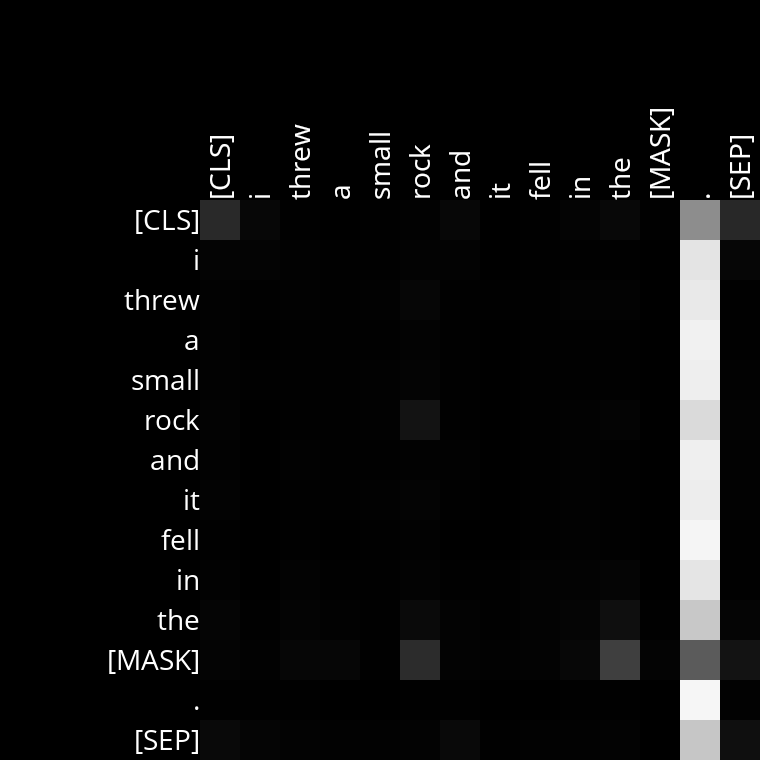 [CLS] i threw a small rock and it fell in the [MASK] . [SEP]
[CLS]
i
threw
a
small
rock
and
it
fell
in
the
[MASK]
.
[SEP]